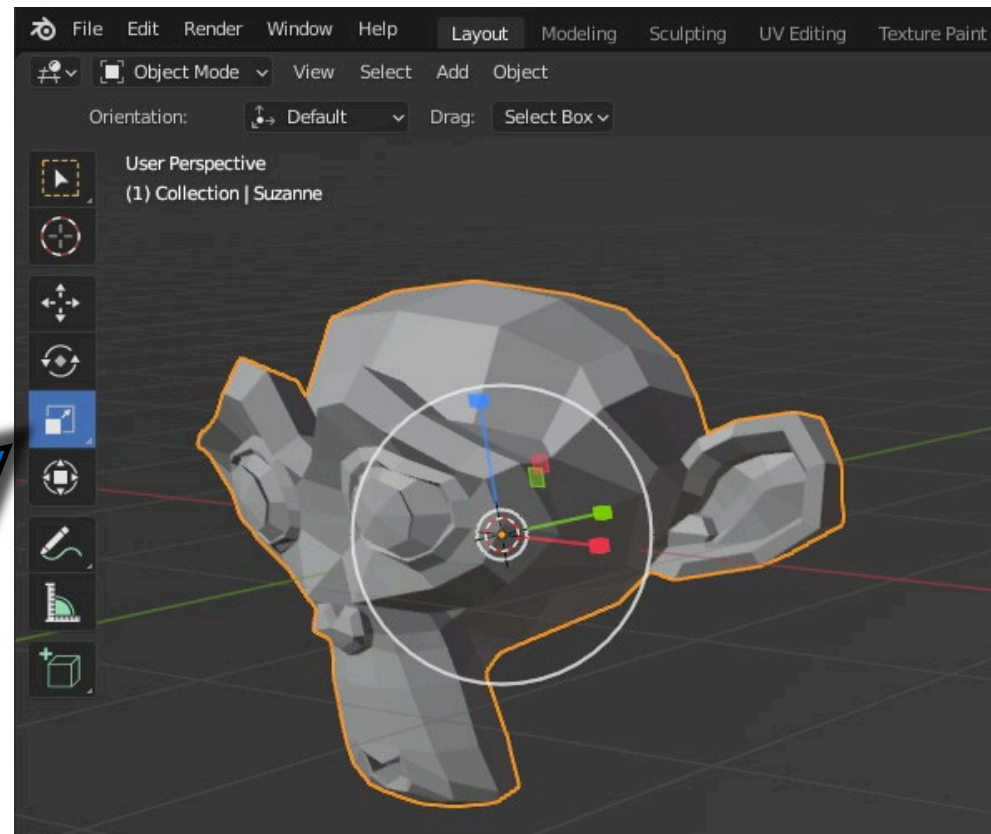 File Edit Render Window Help Layout Modeling Sculpting UV Editing Texture Paint
Object Mode View Select Add Object
Orientation: Default Drag: Select Box
User Perspective
(1) Collection | Suzanne